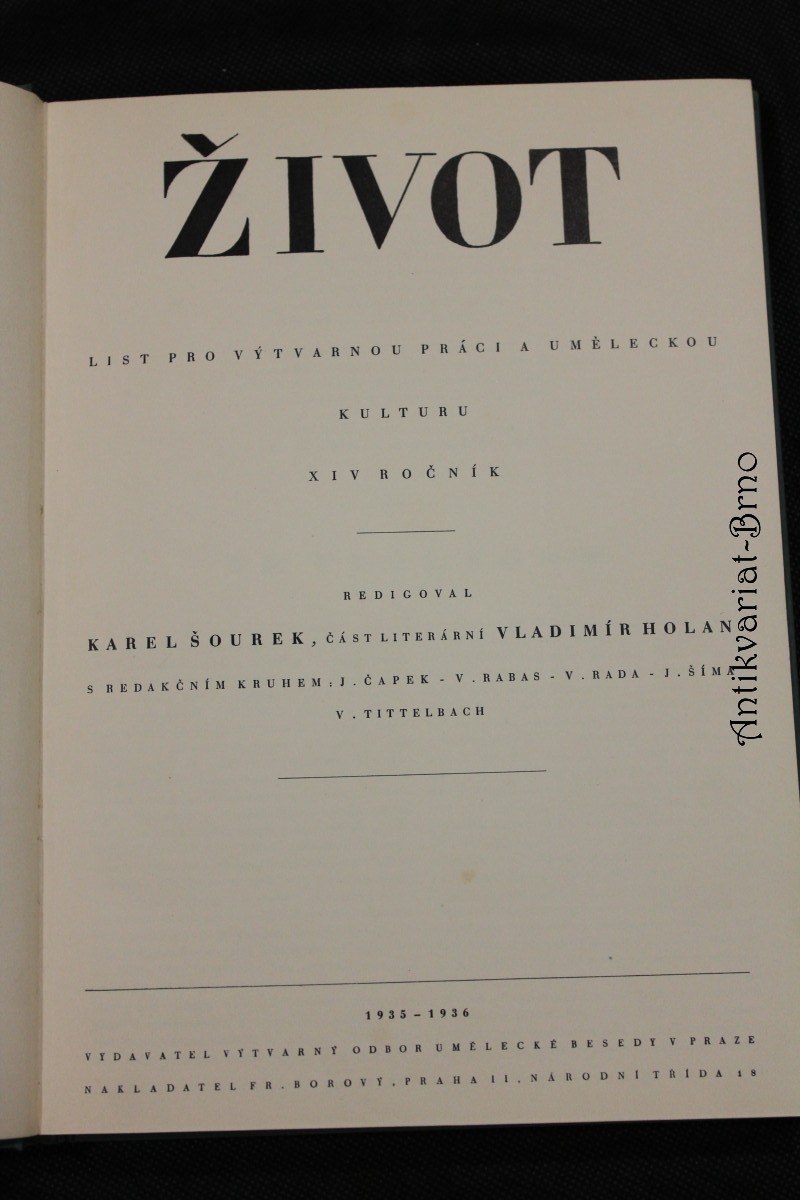 ŽIVOT
LIST PRO VÝTVARNOU PRÁCI A UMĚLECKOU
KULTURU
XIV ROČNÍK
REDIGOVAL
KAREL ŠOUREK, ČÁST LITERÁRNÍ VLADIMÍR HOLAN
S REDAKČNÍM KRUHEM: J. ČAPEK - V. RABAS - V. RADA - J. ŠÍMA
V. TITTELBACH
1935 – 1936
VYDAVATEL VÝTVARNÝ ODBOR UMĚLECKÉ BESEDY V PRAZE
NAKLADATEL FR. BOROVÝ, PRAHA II, NÁRODNÍ TŘÍDA 18
Antikvariat-Brno